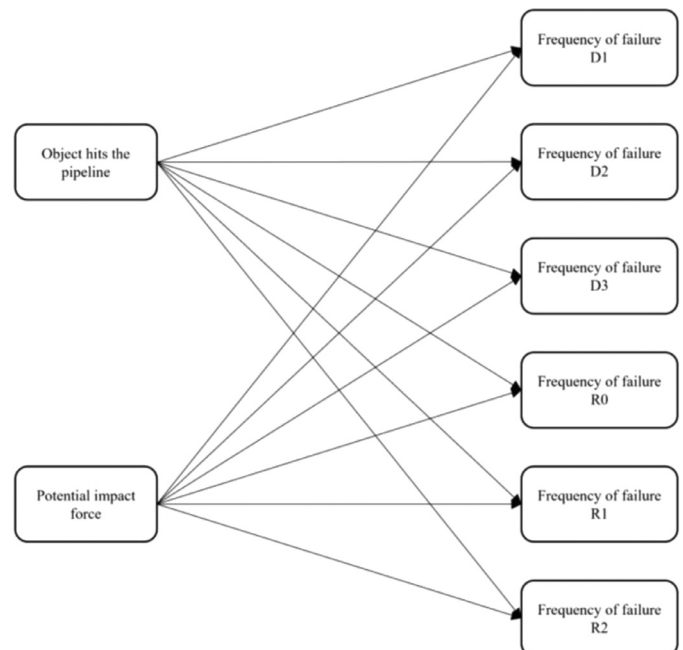 Frequency of failure
D1
Object hits the
pipeline
Frequency of failure
D2
Frequency of failure
D3
Frequency of failure
R0
Potential impact
force
Frequency of failure
R1
Frequency of failure
R2